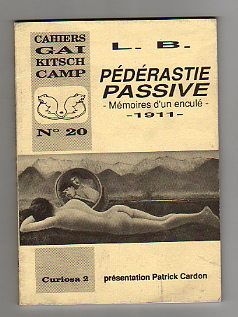 CAHIERS
GAI
KITSCH
CAMP
N° 20
L. B.
PÉDÉRASTIE
PASSIVE
- Mémoires d'un enculé -
-1911-
Curiosa 2
présentation Patrick Cardon